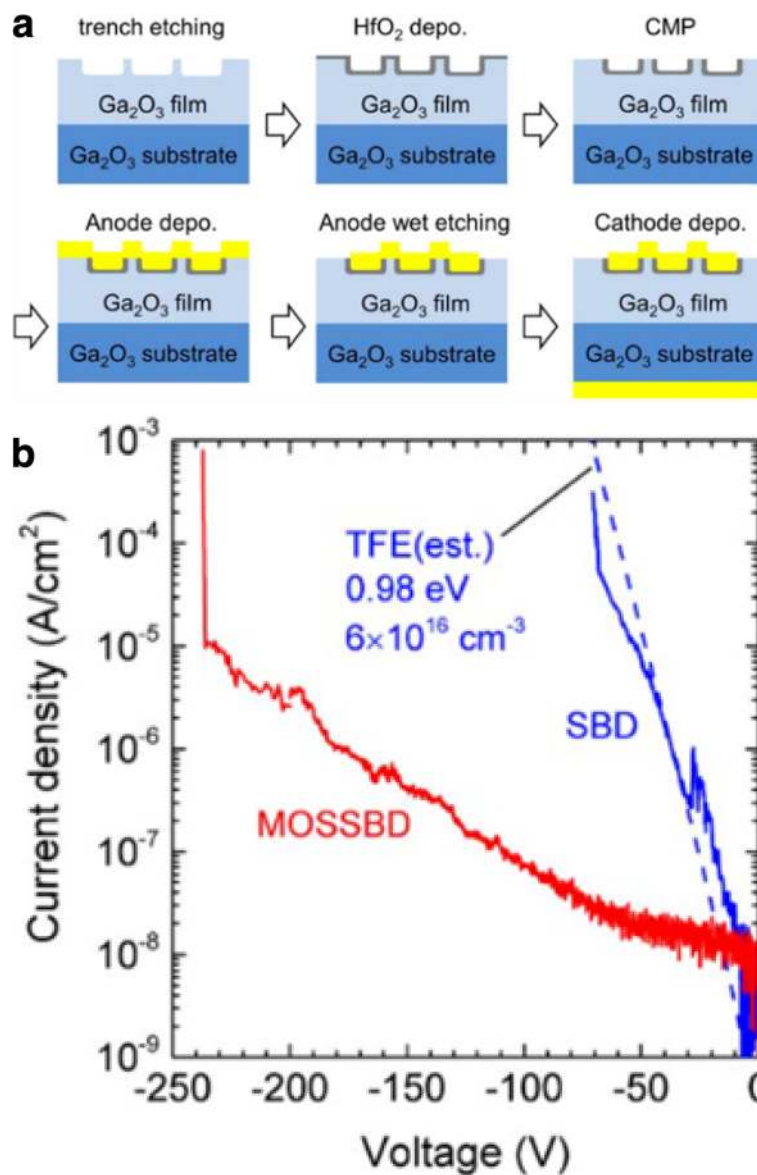 a
trench etching
HfO₂ depo.
CMP
Ga₂O₃ film
Ga₂O₃ film
Ga₂O₃ film
Ga₂O₃ substrate
Ga₂O₃ substrate
Ga₂O₃ substrate
Anode depo.
Anode wet etching
Cathode depo.
Ga₂O₃ film
Ga₂O₃ film
Ga₂O₃ film
Ga₂O₃ substrate
Ga₂O₃ substrate
Ga₂O₃ substrate
b
10⁻³
10⁻⁴
10⁻⁵
10⁻⁶
10⁻⁷
10⁻⁸
10⁻⁹
Current density (A/cm²)
TFE(est.)
0.98 eV
6×10¹⁶ cm⁻³
SBD
MOSSBD
-250 -200 -150 -100 -50
Voltage (V)